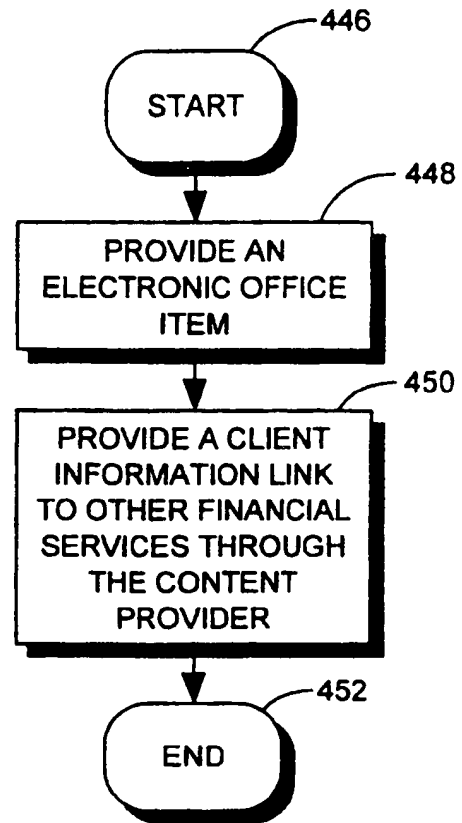 446
START
448
PROVIDE AN
ELECTRONIC OFFICE
ITEM
450
PROVIDE A CLIENT
INFORMATION LINK
TO OTHER FINANCIAL
SERVICES THROUGH
THE CONTENT
PROVIDER
452
END